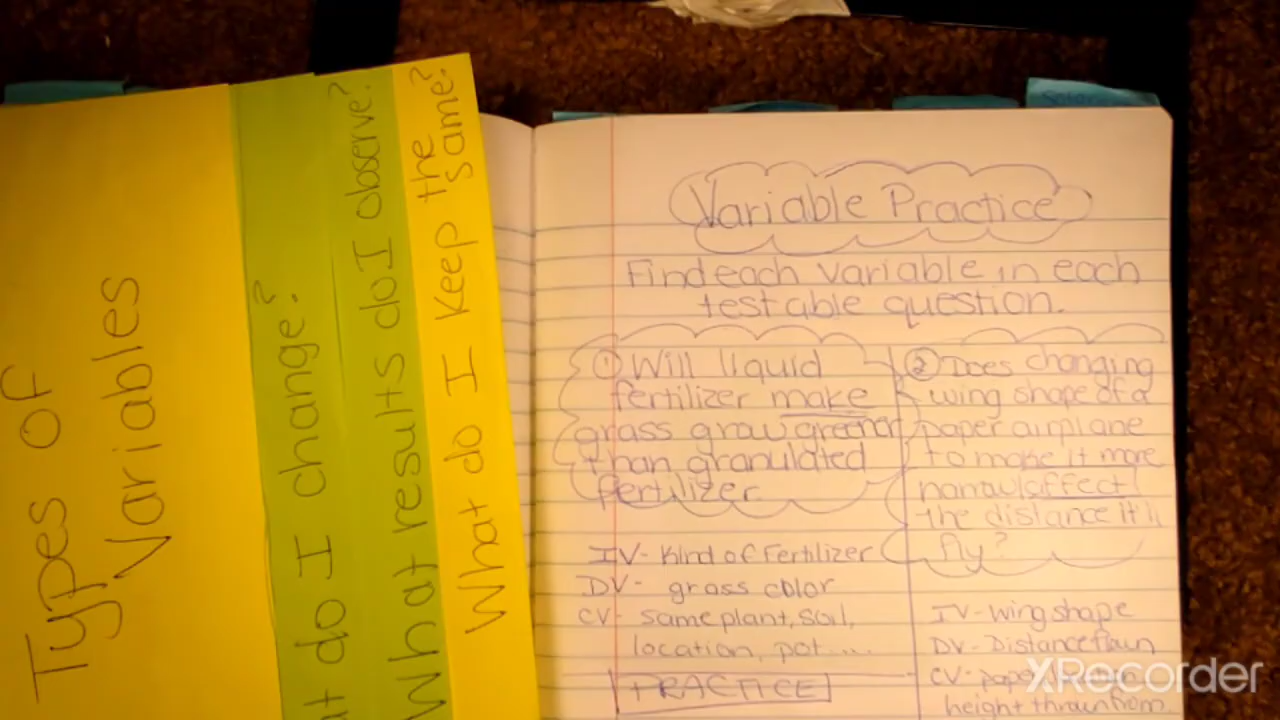 Types of
Variables
at do I change?
What results do I observe?
What do I keep the
same?
Variable Practice
Find each variable in each
testable question.
① Will liquid
fertilizer make
grass grow greener
than granulated
fertilizer
IV- Kind of Fertilizer
DV- grass color
CV- same plant, soil,
location, pot....
PRACTICE
② Does changing
wing shape of a
paper airplane
to make it more
narrow affect
the distance it'll
fly?
IV- wing shape
DV- Distance flown
CV- paper
height thrown from
XRecorder